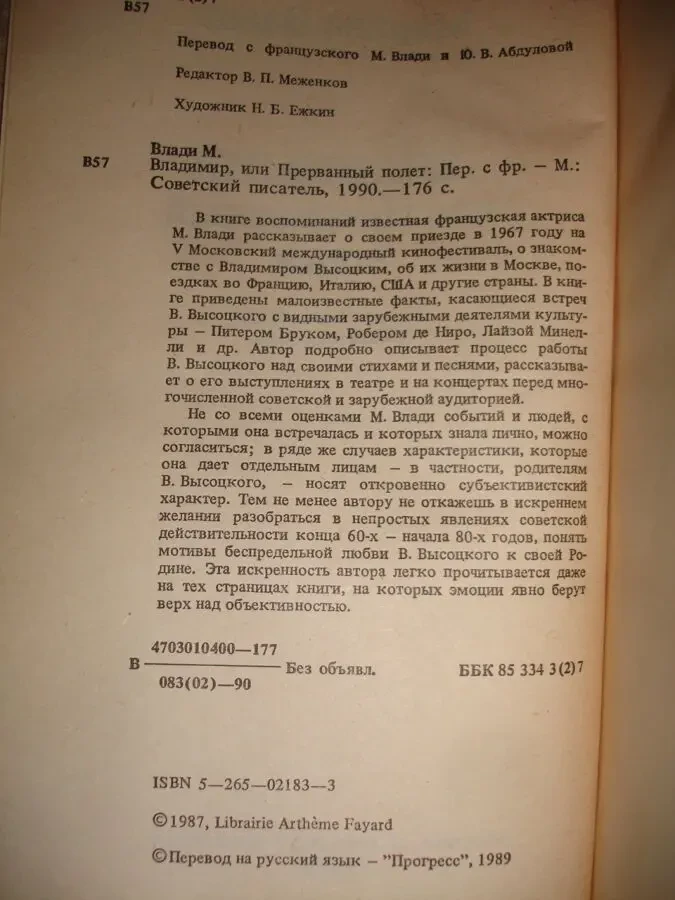 В57
Перевод с французского М. Влади и Ю. В. Абдуловой
Редактор В. П. Меженков
Художник Н. Б. Ежкин
Влади М.
В57 Владимир, или Прерванный полет: Пер. с фр. — М.:
Советский писатель, 1990.—176 с.
В книге воспоминаний известная французская актриса
М. Влади рассказывает о своем приезде в 1967 году на
V Московский международный кинофестиваль, о знаком-
стве с Владимиром Высоцким, об их жизни в Москве, по-
ездках во Францию, Италию, США и другие страны. В кни-
ге приведены малоизвестные факты, касающиеся встреч
В. Высоцкого с видными зарубежными деятелями культу-
ры — Питером Бруком, Робером де Ниро, Лайзой Минел-
ли и др. Автор подробно описывает процесс работы
В. Высоцкого над своими стихами и песнями, рассказыва-
ет о его выступлениях в театре и на концертах перед мно-
гочисленной советской и зарубежной аудиторией.
Не со всеми оценками М. Влади событий и людей, с
которыми она встречалась и которых знала лично, можно
согласиться; в ряде же случаев характеристики, которые
она дает отдельным лицам — в частности, родителям
В. Высоцкого, — носят откровенно субъективистский
характер. Тем не менее автору не откажешь в искреннем
желании разобраться в непростых явлениях советской
действительности конца 60-х — начала 80-х годов, понять
мотивы беспредельной любви В. Высоцкого к своей Ро-
дине. Эта искренность автора легко прочитывается даже
на тех страницах книги, на которых эмоции явно берут
верх над объективностью.
4703010400—177
В Без объявл. ББК 85 334 3(2)7
083(02)—90
ISBN 5—265—02183—3
©1987, Librairie Arthème Fayard
©Перевод на русский язык — "Прогресс", 1989